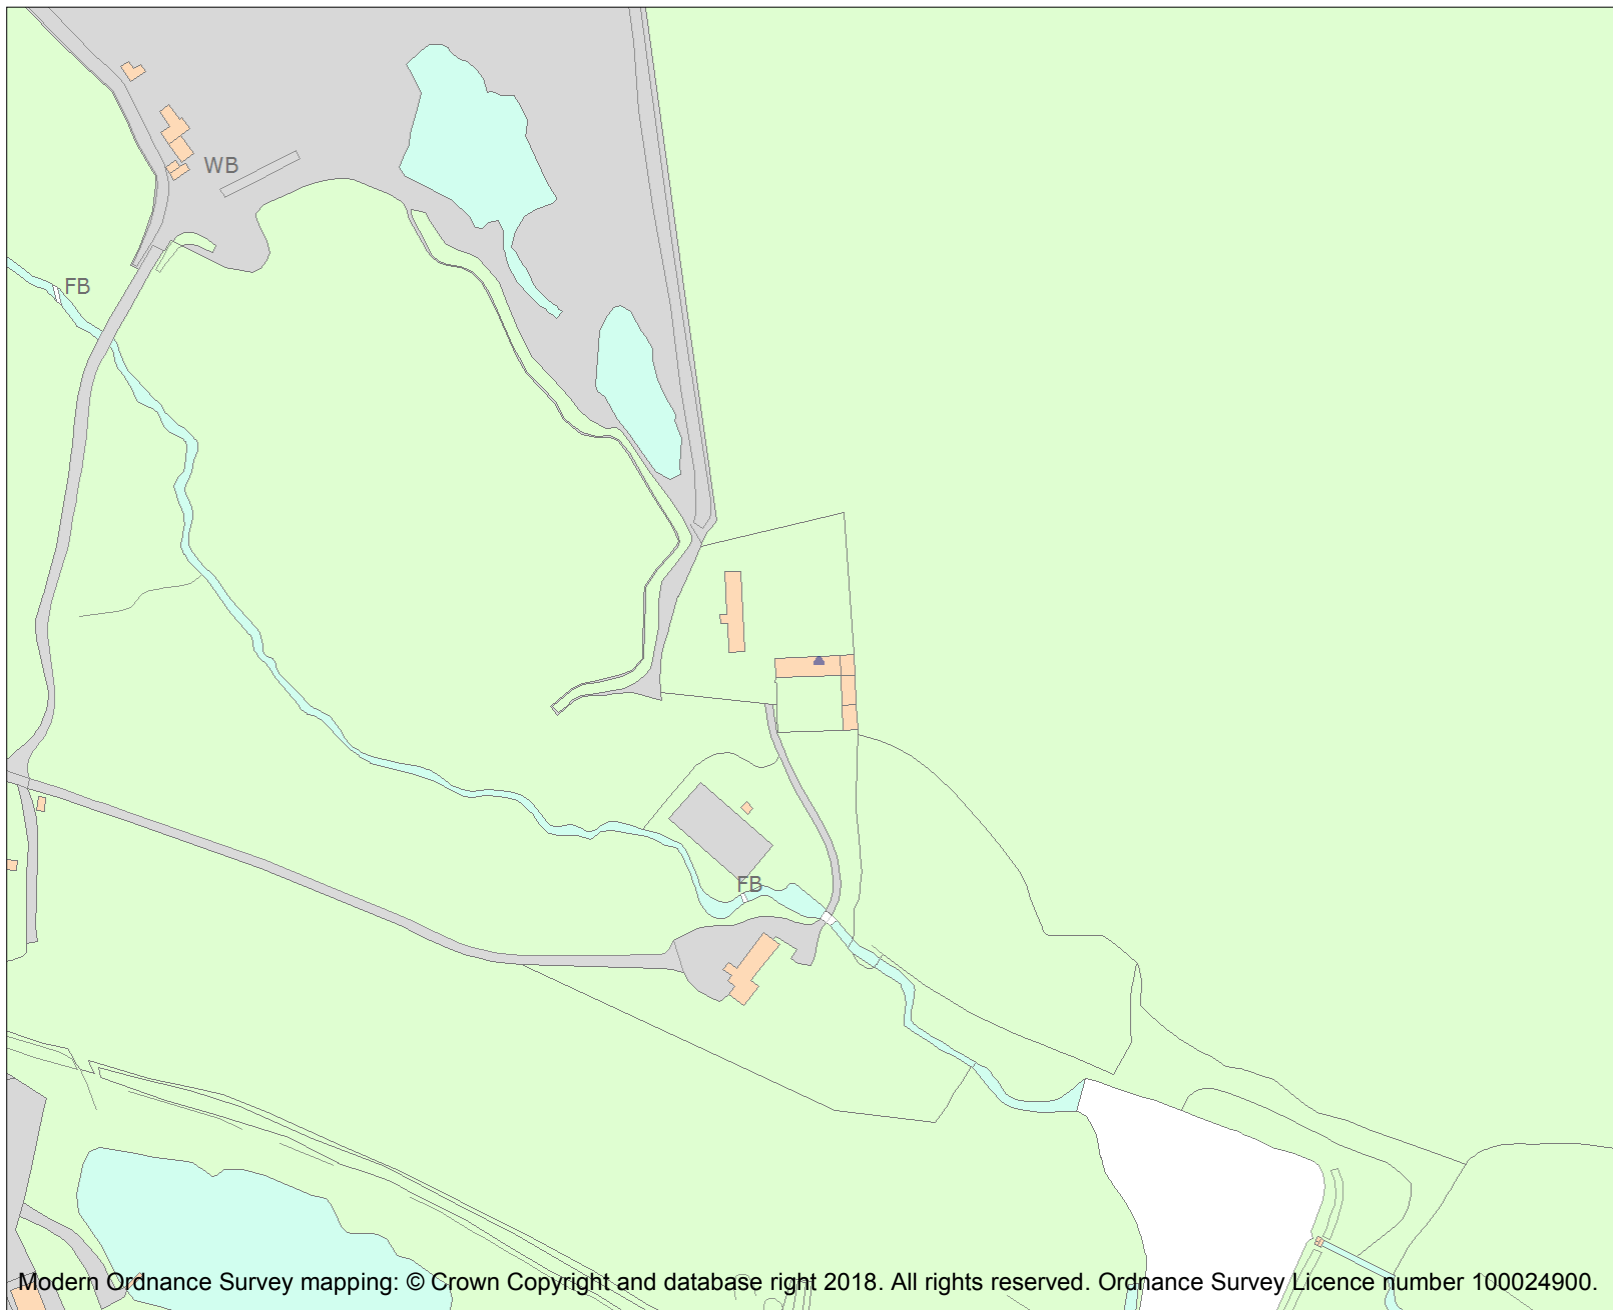 WB
FB
FB
Modern Ordnance Survey mapping: © Crown Copyright and database right 2018. All rights reserved. Ordnance Survey Licence number 100024900.